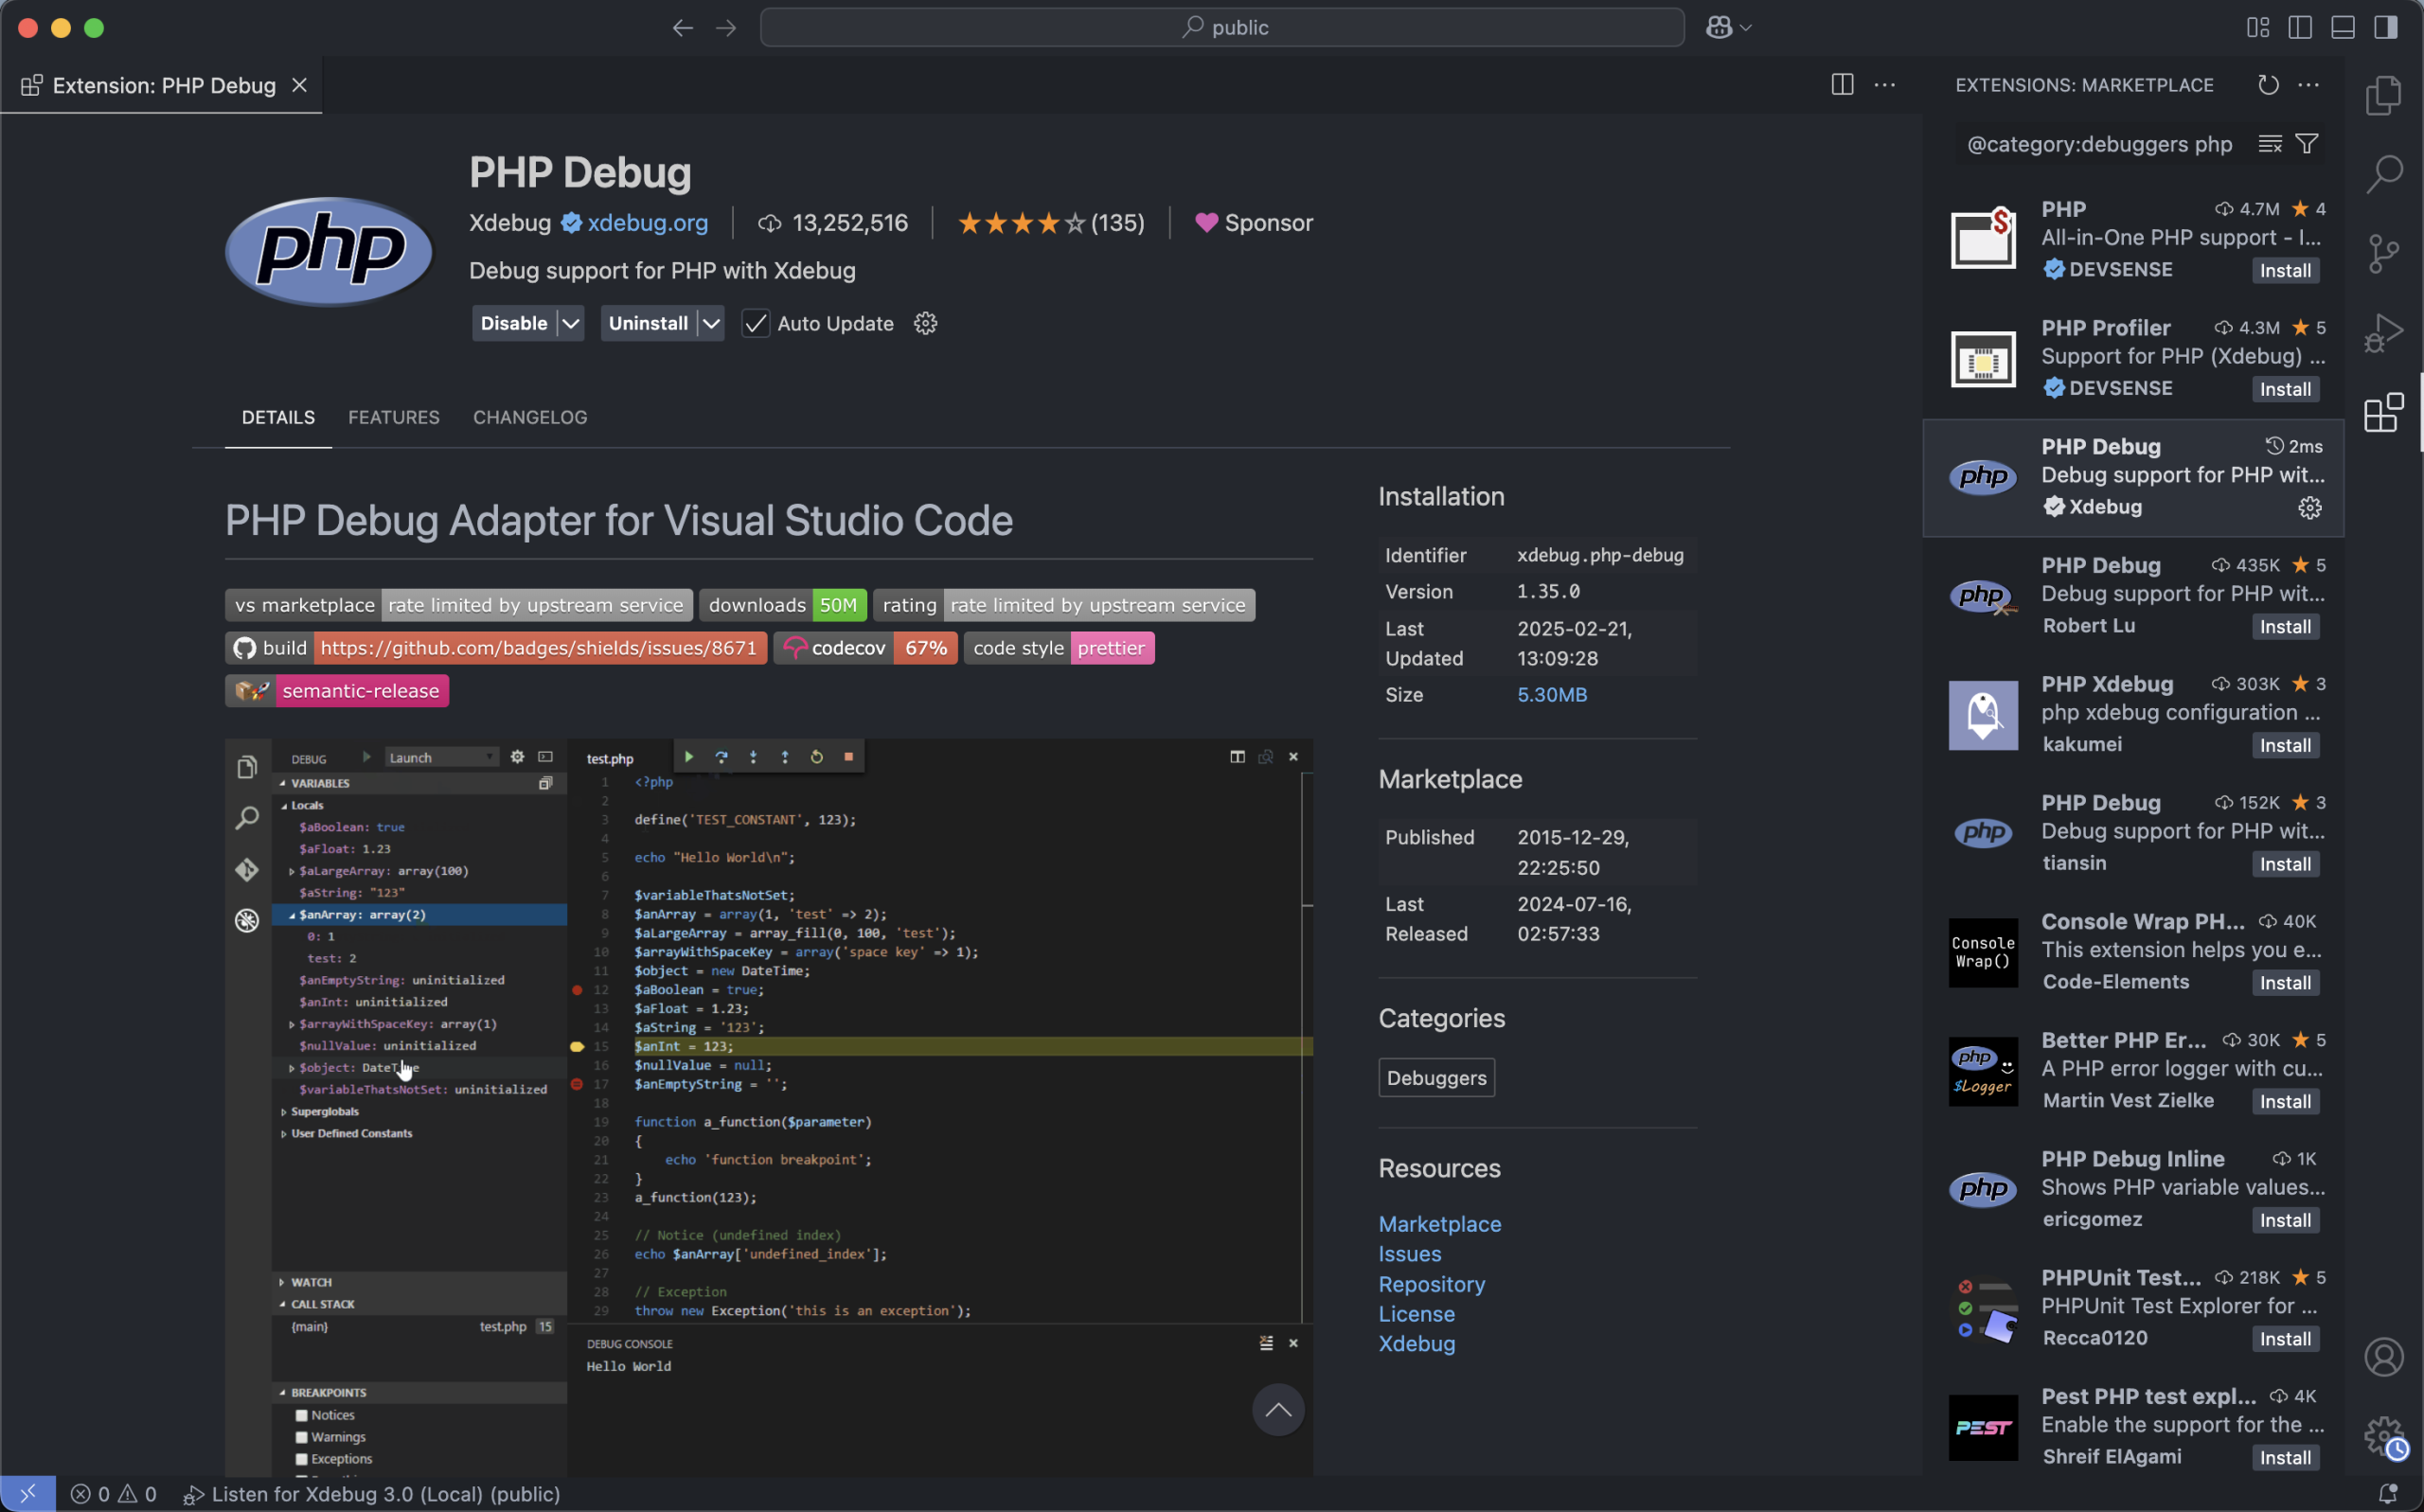 public
Extension: PHP Debug
PHP Debug
Xdebug xdebug.org 13,252,516 (135) Sponsor
Debug support for PHP with Xdebug
Disable Uninstall Auto Update
DETAILS FEATURES CHANGELOG
PHP Debug Adapter for Visual Studio Code
vs marketplace rate limited by upstream service downloads 50M rating rate limited by upstream service
build https://github.com/badges/shields/issues/8671 codecov 67% code style prettier
semantic-release
php
DEBUG Launch
VARIABLES
Locals
$aBoolean: true
$aFloat: 1.23
$aLargeArray: array(100)
$aString: "123"
$anArray: array(2)
0: 1
test: 2
$anEmptyString: uninitialized
$anInt: uninitialized
$arrayWithSpaceKey: array(1)
$nullValue: uninitialized
$object:
$variableThatsNotSet: uninitialized
Superglobals
User Defined Constants
WATCH
CALL STACK
{main} test.php 15
BREAKPOINTS
Notices
Warnings
Exceptions
test.php
1 <?php
2
3 define('TEST_CONSTANT', 123);
4
5 echo "Hello World\n";
6
7 $variableThatsNotSet;
8 $anArray = array(1, 'test' => 2);
9 $aLargeArray = array_fill(0, 100, 'test');
10 $arrayWithSpaceKey = array('space key' => 1);
11 $object = new DateTime;
12 $aBoolean = true;
13 $aFloat = 1.23;
14 $aString = '123';
15 $anInt = 123;
16 $nullValue = null;
17 $anEmptyString = '';
18
19 function a_function($parameter)
20 {
21 echo 'function breakpoint';
22 }
23 a_function(123);
24
25 // Notice (undefined index)
26 echo $anArray['undefined_index'];
27
28 // Exception
29 throw new Exception('this is an exception');
DEBUG CONSOLE
Hello World
Installation
Identifier xdebug.php-debug
Version 1.35.0
Last 2025-02-21,
Updated 13:09:28
Size 5.30MB
Marketplace
Published 2015-12-29,
22:25:50
Last 2024-07-16,
Released 02:57:33
Categories
Debuggers
Resources
Marketplace
Issues
Repository
License
Xdebug
EXTENSIONS: MARKETPLACE
@category:debuggers php
PHP 4.7M 4
All-in-One PHP support - I...
DEVSENSE Install
PHP Profiler 4.3M 5
Support for PHP (Xdebug) ...
DEVSENSE Install
php
PHP Debug 2ms
Debug support for PHP wit...
Xdebug
php
PHP Debug 435K 5
Debug support for PHP wit...
Robert Lu Install
PHP Xdebug 303K 3
php xdebug configuration ...
kakumei Install
php
PHP Debug 152K 3
Debug support for PHP wit...
tiansin Install
Console
Wrap()
Console Wrap PH... 40K
This extension helps you e...
Code-Elements Install
php
$Logger
Better PHP Er... 30K 5
A PHP error logger with cu...
Martin Vest Zielke Install
php
PHP Debug Inline 1K
Shows PHP variable values...
ericgomez Install
PHPUnit Test... 218K 5
PHPUnit Test Explorer for ...
Recca0120 Install
PEST
Pest PHP test expl... 4K
Enable the support for the ...
Shreif ElAgami Install
0 0 Listen for Xdebug 3.0 (Local) (public)